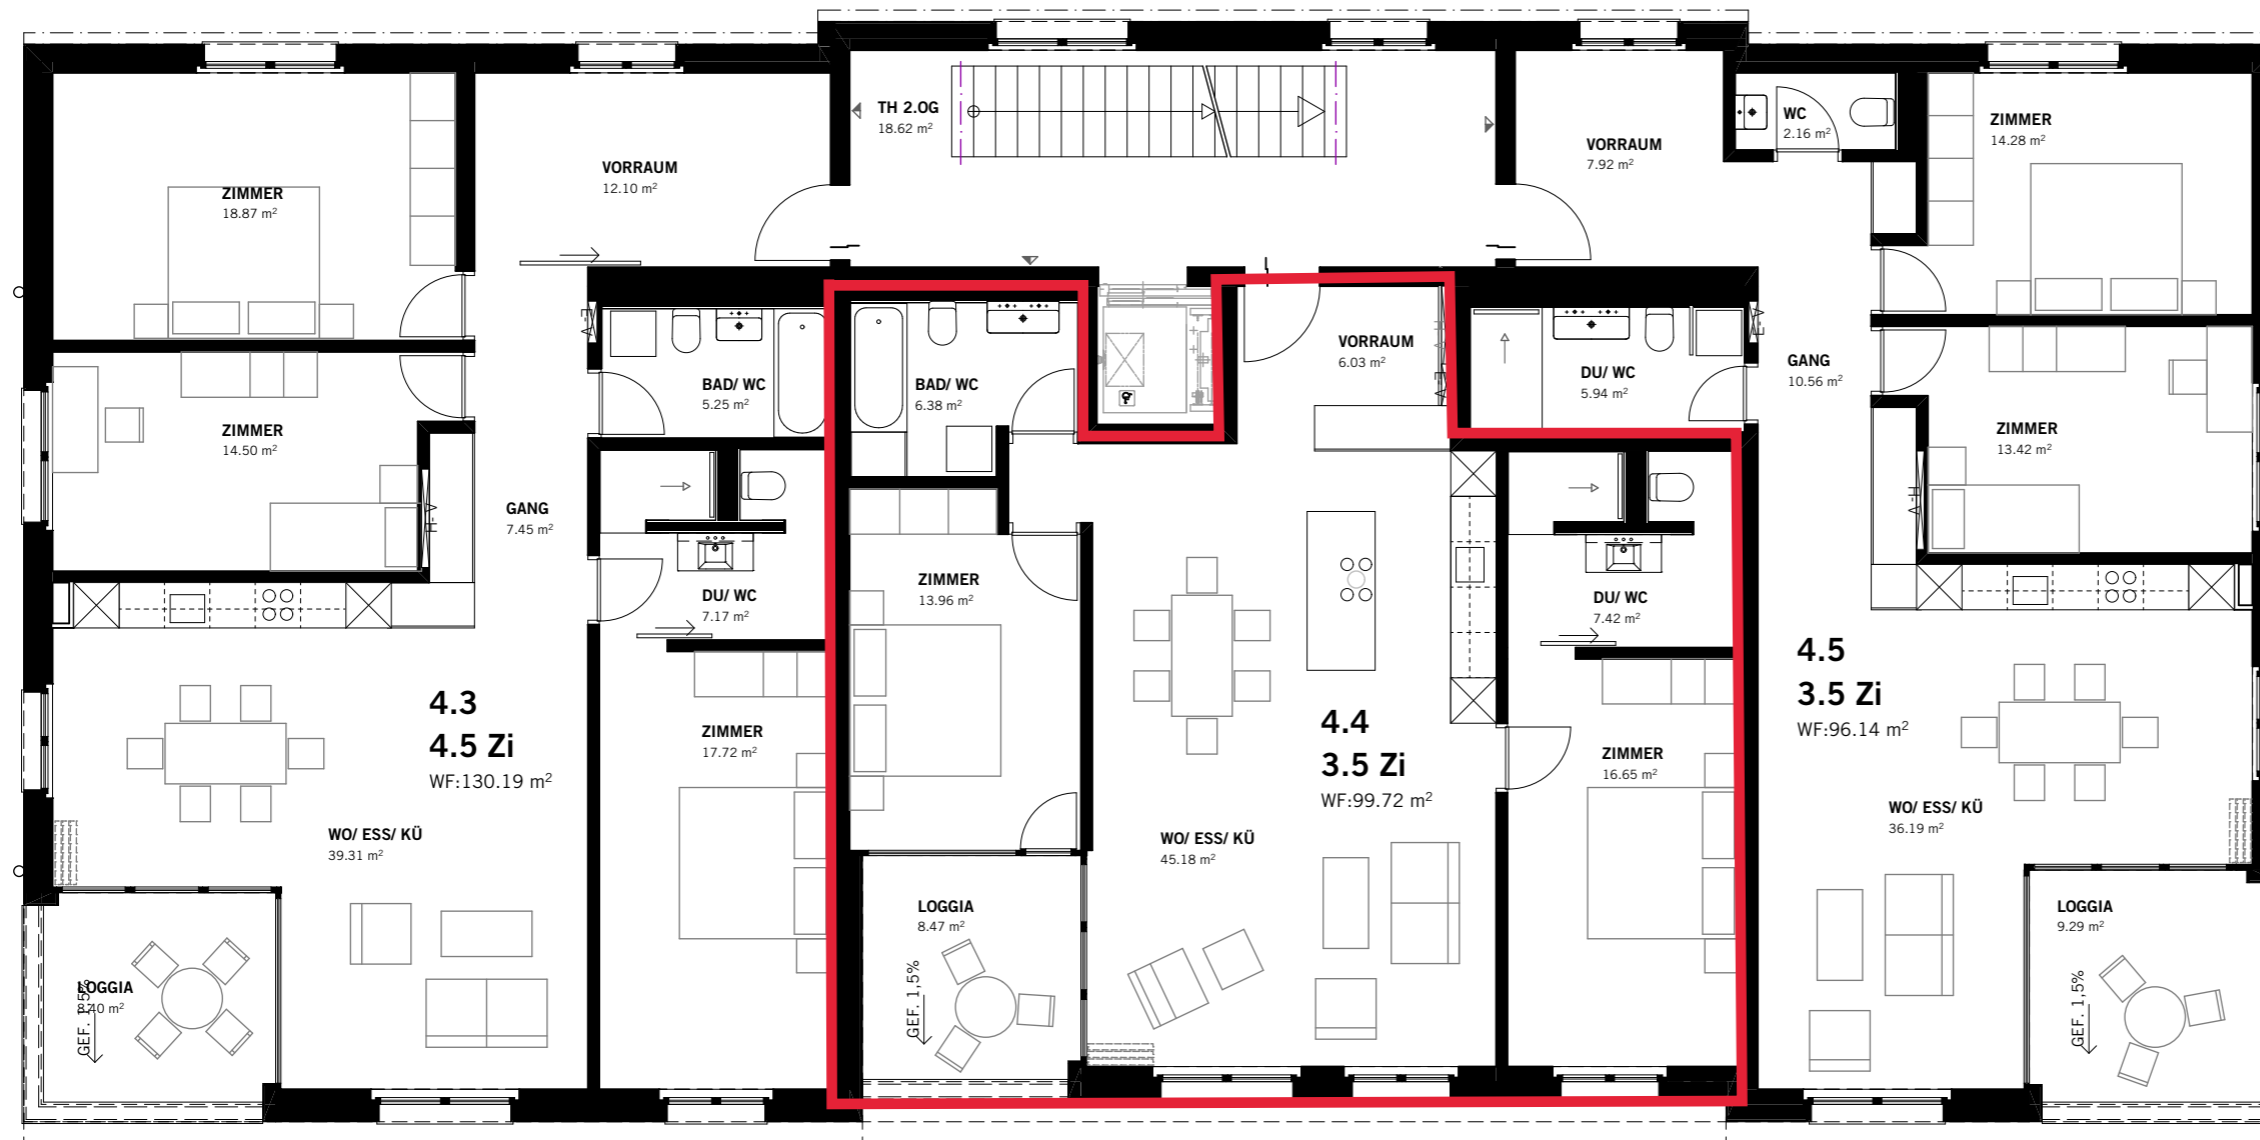 TH 2.OG
18.62 m²
VORRAUM
12.10 m²
ZIMMER
18.87 m²
VORRAUM
7.92 m²
WC
2.16 m²
ZIMMER
14.28 m²
BAD/ WC
5.25 m²
BAD/ WC
6.38 m²
VORRAUM
6.03 m²
DU/ WC
5.94 m²
GANG
10.56 m²
ZIMMER
14.50 m²
ZIMMER
13.42 m²
GANG
7.45 m²
DU/ WC
7.17 m²
ZIMMER
13.96 m²
DU/ WC
7.42 m²
4.3
4.5 Zi
WF:130.19 m²
ZIMMER
17.72 m²
4.4
3.5 Zi
WF:99.72 m²
ZIMMER
16.65 m²
4.5
3.5 Zi
WF:96.14 m²
WO/ ESS/ KÜ
39.31 m²
WO/ ESS/ KÜ
45.18 m²
WO/ ESS/ KÜ
36.19 m²
LOGGIA
GEF. 1,5%
LOGGIA
8.47 m²
GEF. 1,5%
LOGGIA
9.29 m²
GEF. 1,5%